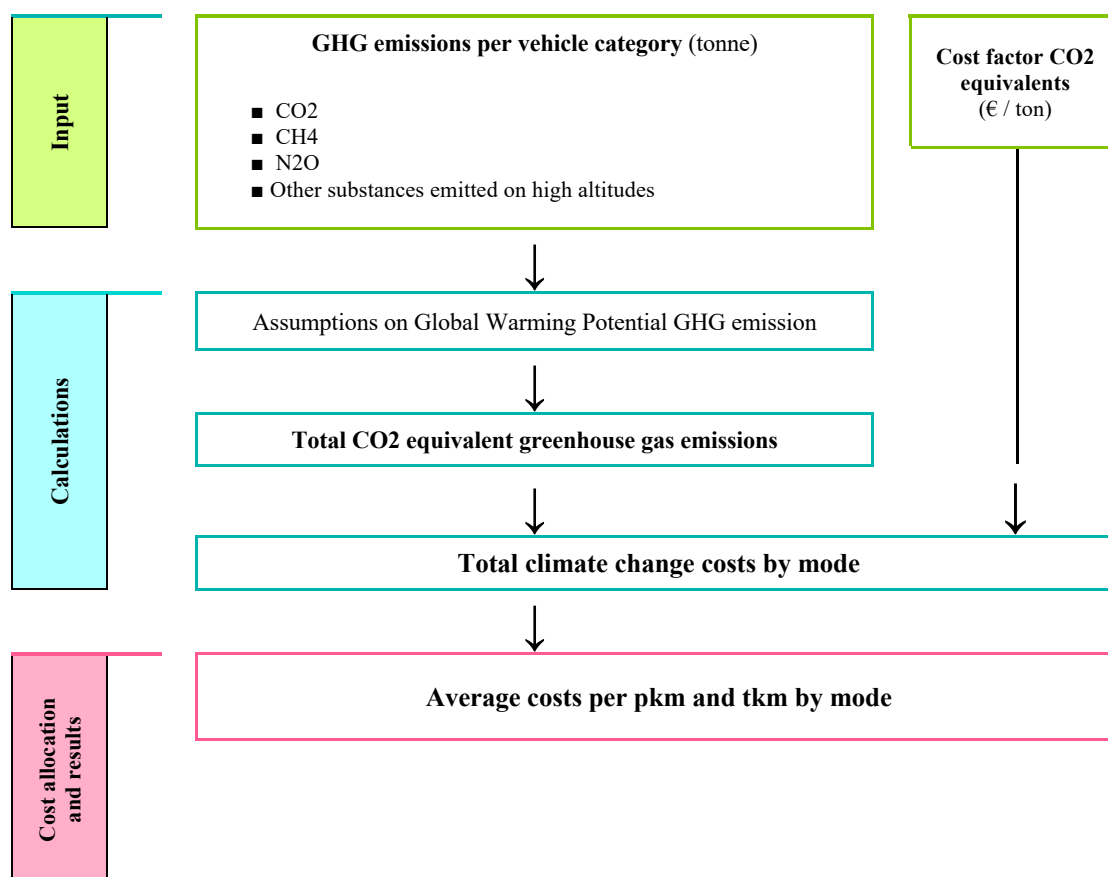 Input
GHG emissions per vehicle category (tonne)
■ CO2
■ CH4
■ N2O
■ Other substances emitted on high altitudes
Cost factor CO2
equivalents
(€ / ton)
Calculations
Assumptions on Global Warming Potential GHG emission
Total CO2 equivalent greenhouse gas emissions
Total climate change costs by mode
Cost allocation
and results
Average costs per pkm and tkm by mode